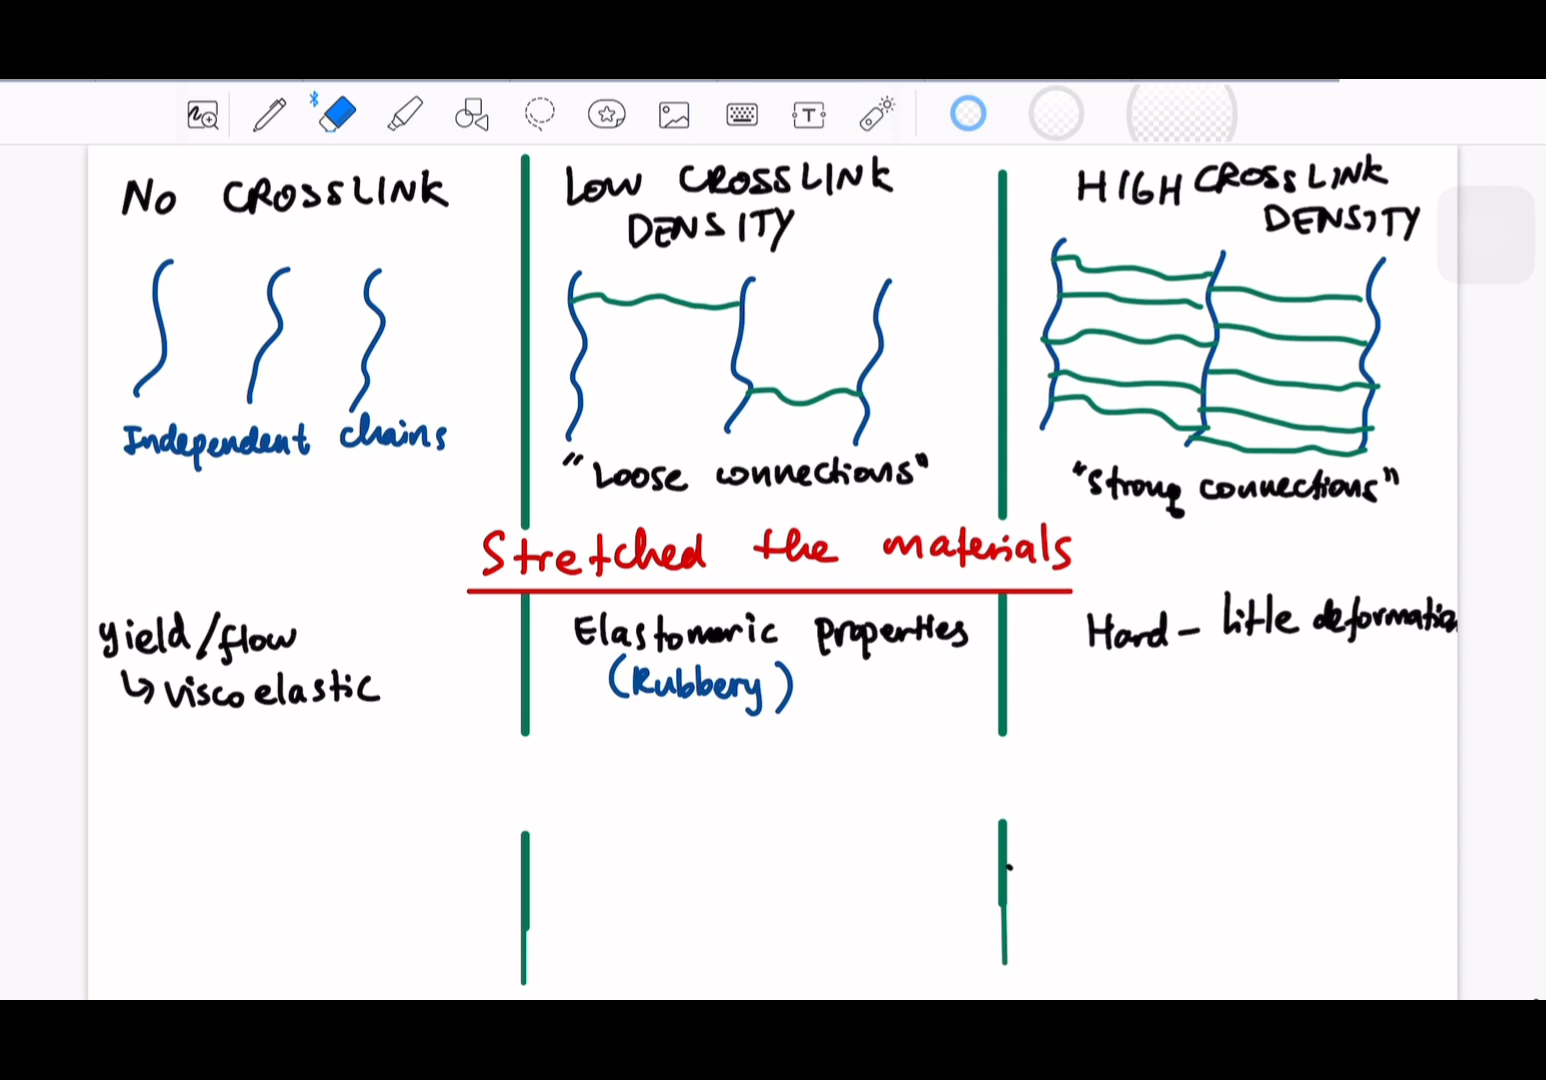 No CROSSLINK
LOW CROSSLINK
DENSITY
HIGH CROSSLINK
DENSITY
Independent chains
"Loose connections"
"Strong connections"
Stretched the materials
yield/flow
↳ viscoelastic
Elastomeric properties
(Rubbery)
Hard - little deformation